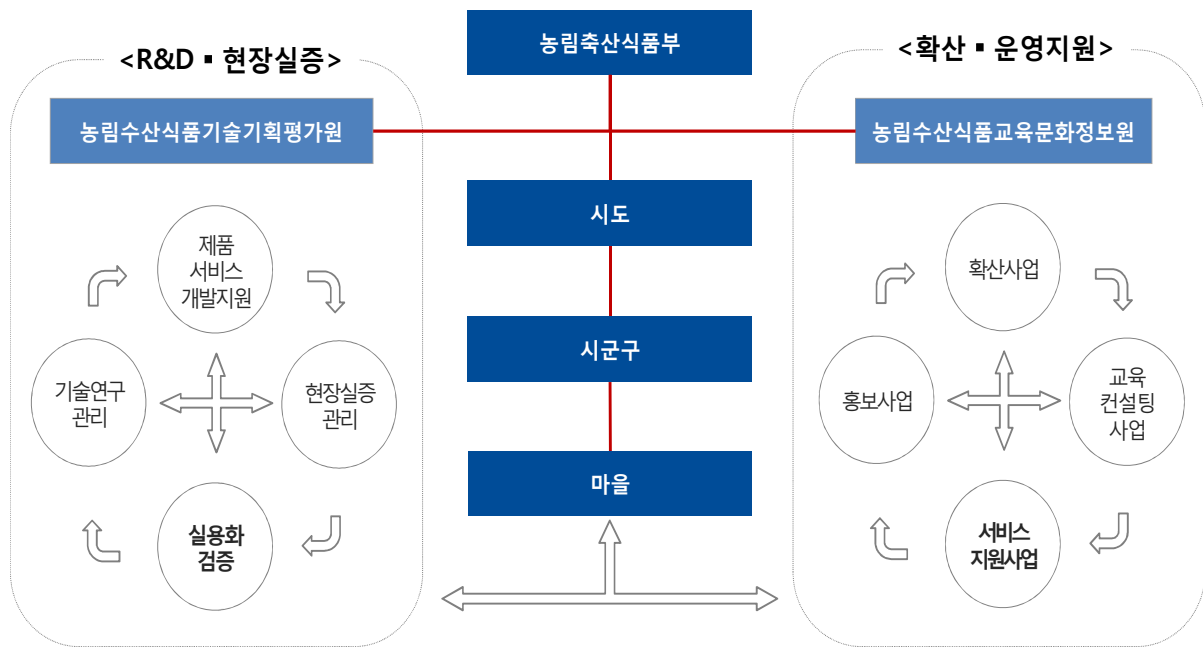 <R&D ▪ 현장실증>
농림수산식품기술기획평가원
제품
서비스
개발지원
기술연구
관리
현장실증
관리
실용화
검증
농림축산식품부
시도
시군구
마을
<확산 ▪ 운영지원>
농림수산식품교육문화정보원
확산사업
홍보사업
교육
컨설팅
사업
서비스
지원사업